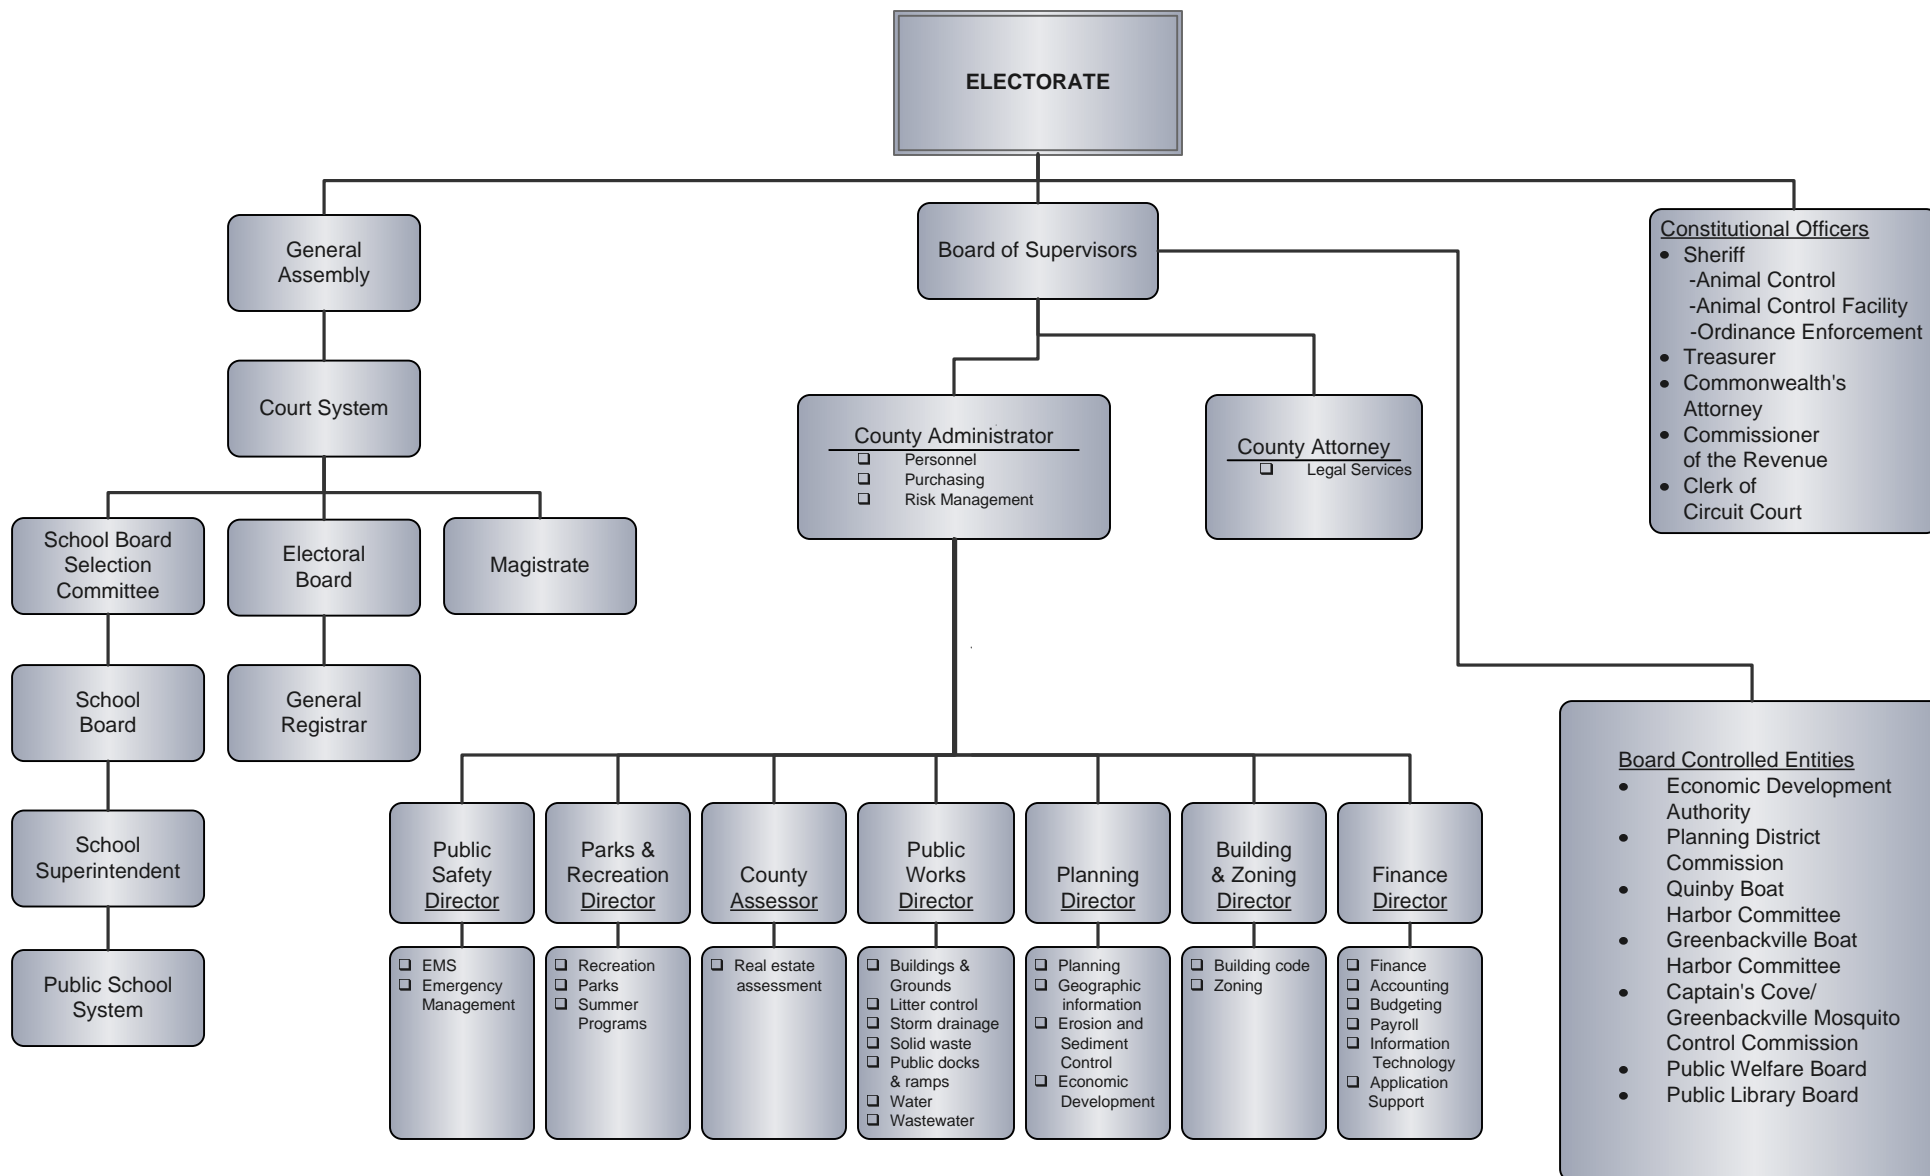 ELECTORATE
General
Assembly
Board of Supervisors
Constitutional Officers
• Sheriff
-Animal Control
-Animal Control Facility
-Ordinance Enforcement
• Treasurer
• Commonwealth's
Attorney
• Commissioner
of the Revenue
• Clerk of
Circuit Court
Court System
County Administrator
❑ Personnel
❑ Purchasing
❑ Risk Management
County Attorney
❑ Legal Services
School Board
Selection
Committee
Electoral
Board
Magistrate
School
Board
General
Registrar
School
Superintendent
Public School
System
Public
Safety
Director
Parks &
Recreation
Director
County
Assessor
Public
Works
Director
Planning
Director
Building
& Zoning
Director
Finance
Director
❑ EMS
❑ Emergency
Management
❑ Recreation
❑ Parks
❑ Summer
Programs
❑ Real estate
assessment
❑ Buildings &
Grounds
❑ Litter control
❑ Storm drainage
❑ Solid waste
❑ Public docks
& ramps
❑ Water
❑ Wastewater
❑ Planning
❑ Geographic
information
❑ Erosion and
Sediment
Control
❑ Economic
Development
❑ Building code
❑ Zoning
❑ Finance
❑ Accounting
❑ Budgeting
❑ Payroll
❑ Information
Technology
❑ Application
Support
Board Controlled Entities
• Economic Development
Authority
• Planning District
Commission
• Quinby Boat
Harbor Committee
• Greenbackville Boat
Harbor Committee
• Captain's Cove/
Greenbackville Mosquito
Control Commission
• Public Welfare Board
• Public Library Board